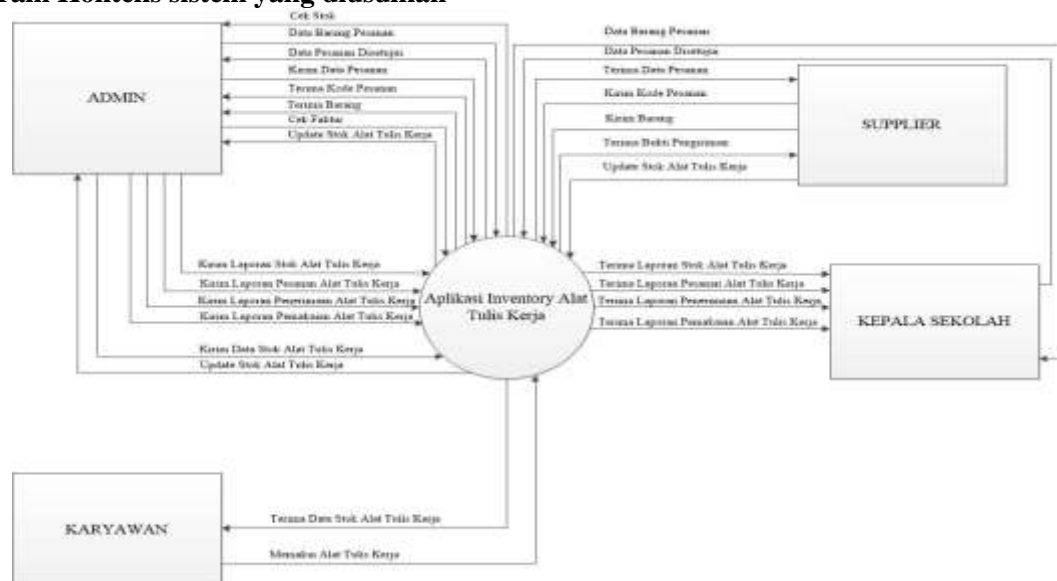 ram Konteks sistem yang diusulkan
Cek Stok
Data Barang Pesanan
Data Pesanan Disetujui
Kirim Data Pesanan
Terima Kode Pesanan
Terima Barang
Cek Faktur
Update Stok Alat Tulis Kerja
ADMIN
Data Barang Pesanan
Data Pesanan Disetujui
Terima Data Pesanan
Kirim Kode Pesanan
Kirim Barang
Terima Bukti Pengiriman
Update Stok Alat Tulis Kerja
SUPPLIER
Kirim Laporan Stok Alat Tulis Kerja
Kirim Laporan Pesanan Alat Tulis Kerja
Kirim Laporan Penerimaan Alat Tulis Kerja
Kirim Laporan Pemakaian Alat Tulis Kerja
Kirim Data Stok Alat Tulis Kerja
Update Stok Alat Tulis Kerja
Aplikasi Inventory Alat
Tulis Kerja
Terima Laporan Stok Alat Tulis Kerja
Terima Laporan Pesanan Alat Tulis Kerja
Terima Laporan Penerimaan Alat Tulis Kerja
Terima Laporan Pemakaian Alat Tulis Kerja
KEPALA SEKOLAH
KARYAWAN
Terima Data Stok Alat Tulis Kerja
Memakai Alat Tulis Kerja